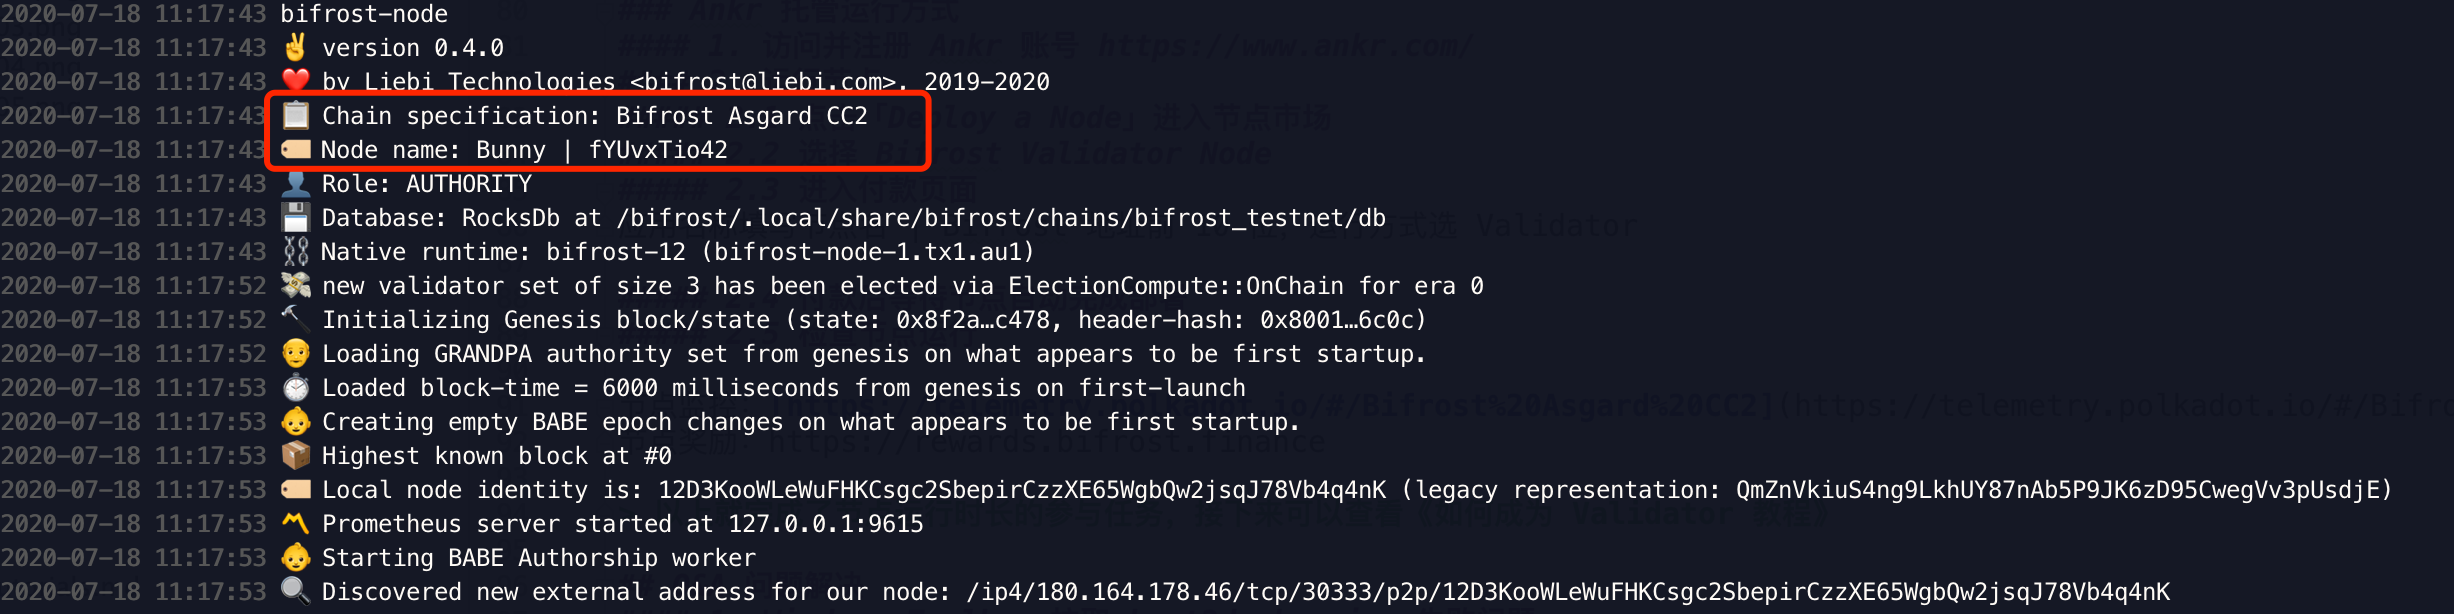 2020-07-18 11:17:43 bifrost-node
2020-07-18 11:17:43 ✌️ version 0.4.0
2020-07-18 11:17:43 ❤️ by Liebi Technologies <bifrost@liebi.com>, 2019-2020
2020-07-18 11:17:43 📋 Chain specification: Bifrost Asgard CC2
2020-07-18 11:17:43 🏷 Node name: Bunny | fYUvxTio42
2020-07-18 11:17:43 👤 Role: AUTHORITY
2020-07-18 11:17:43 💾 Database: RocksDb at /bifrost/.local/share/bifrost/chains/bifrost_testnet/db
2020-07-18 11:17:43 ⛓ Native runtime: bifrost-12 (bifrost-node-1.tx1.au1)
2020-07-18 11:17:52 💸 new validator set of size 3 has been elected via ElectionCompute::OnChain for era 0
2020-07-18 11:17:52 🔨 Initializing Genesis block/state (state: 0x8f2a…c478, header-hash: 0x8001…6c0c)
2020-07-18 11:17:52 👴 Loading GRANDPA authority set from genesis on what appears to be first startup.
2020-07-18 11:17:53 ⏱ Loaded block-time = 6000 milliseconds from genesis on first-launch
2020-07-18 11:17:53 👶 Creating empty BABE epoch changes on what appears to be first startup.
2020-07-18 11:17:53 📦 Highest known block at #0
2020-07-18 11:17:53 🏷 Local node identity is: 12D3KooWLeWuFHKCsgc2SbepirCzzXE65WgbQw2jsqJ78Vb4q4nK (legacy representation: QmZnVkiuS4ng9LkhUY87nAb5P9JK6zD95CwegVv3pUsdjE)
2020-07-18 11:17:53 〽️ Prometheus server started at 127.0.0.1:9615
2020-07-18 11:17:53 👶 Starting BABE Authorship worker
2020-07-18 11:17:53 🔍 Discovered new external address for our node: /ip4/180.164.178.46/tcp/30333/p2p/12D3KooWLeWuFHKCsgc2SbepirCzzXE65WgbQw2jsqJ78Vb4q4nK